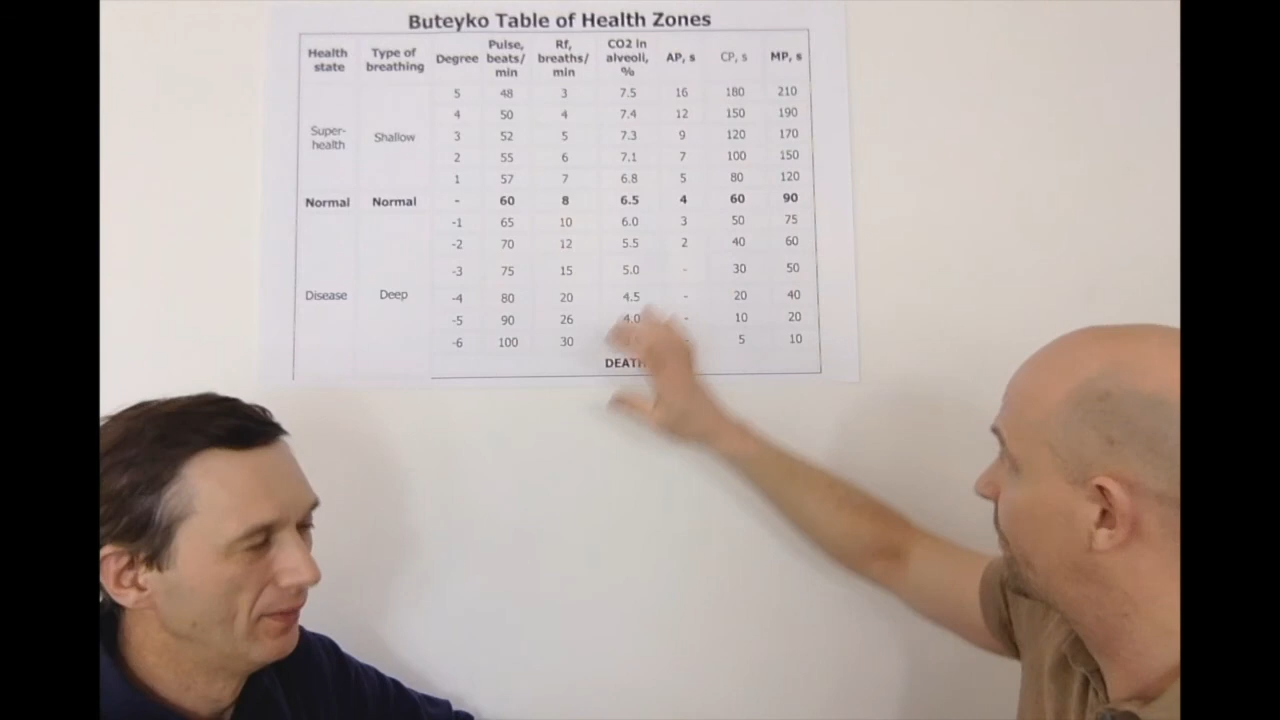 Buteyko Table of Health Zones
Health state Type of breathing Degree Pulse, beats/ min Rf, breaths/ min CO2 in alveoli, % AP, s CP, s MP, s
5 48 3 7.5 16 180 210
4 50 4 7.4 12 150 190
Super-health Shallow 3 52 5 7.3 9 120 170
2 55 6 7.1 7 100 150
1 57 7 6.8 5 80 120
Normal Normal - 60 8 6.5 4 60 90
-1 65 10 6.0 3 50 75
-2 70 12 5.5 2 40 60
-3 75 15 5.0 - 30 50
Disease Deep -4 80 20 4.5 - 20 40
-5 90 26 4.0 - 10 20
-6 100 30 - 5 10
DEATH